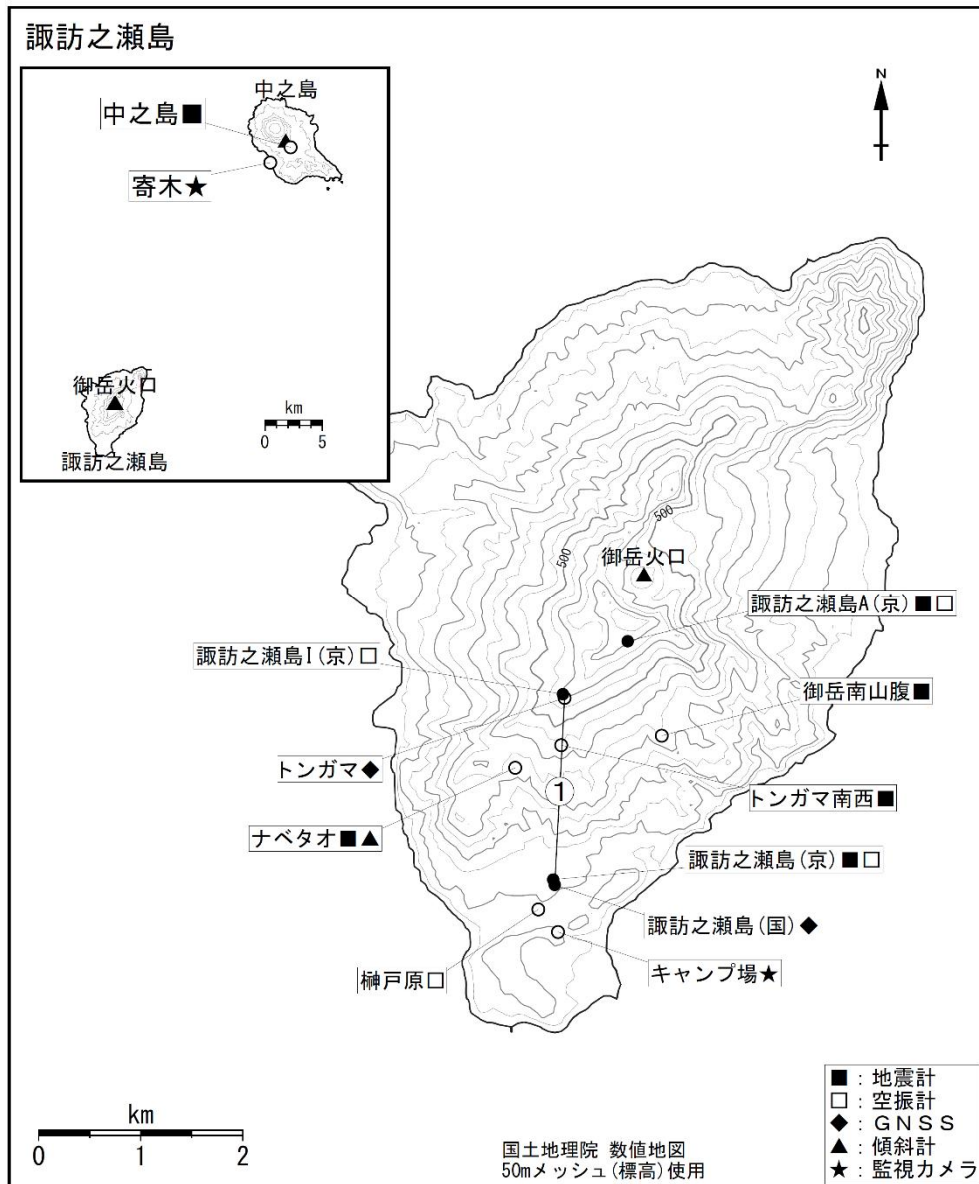 諏訪之瀬島
中之島
中之島■
寄木★
御岳火口
諏訪之瀬島
km
0 5
N
500
500
御岳火口
諏訪之瀬島A(京)■□
諏訪之瀬島I(京)□
御岳南山腹■
トンガマ◆
①
トンガマ南西■
ナベタオ■▲
諏訪之瀬島(京)■□
諏訪之瀬島(国)◆
榊戸原□
キャンプ場★
km
0 1 2
国土地理院 数値地図
50mメッシュ(標高)使用
■：地震計
□：空振計
◆：GNSS
▲：傾斜計
★：監視カメラ